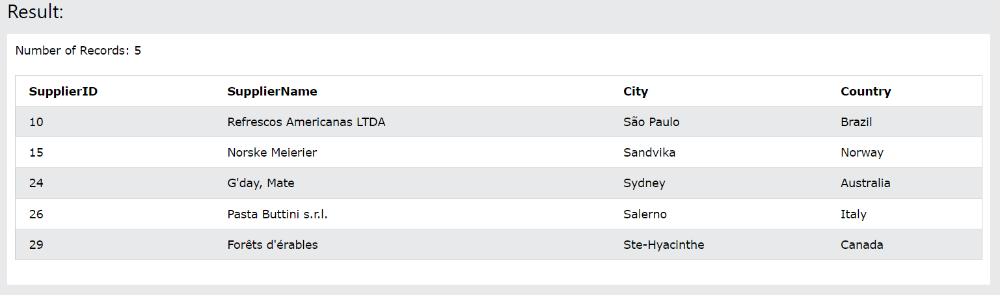 Result:
Number of Records: 5
SupplierID SupplierName City Country
10 Refrescos Americanas LTDA São Paulo Brazil
15 Norske Meierier Sandvika Norway
24 G'day, Mate Sydney Australia
26 Pasta Buttini s.r.l. Salerno Italy
29 Forêts d'érables Ste-Hyacinthe Canada